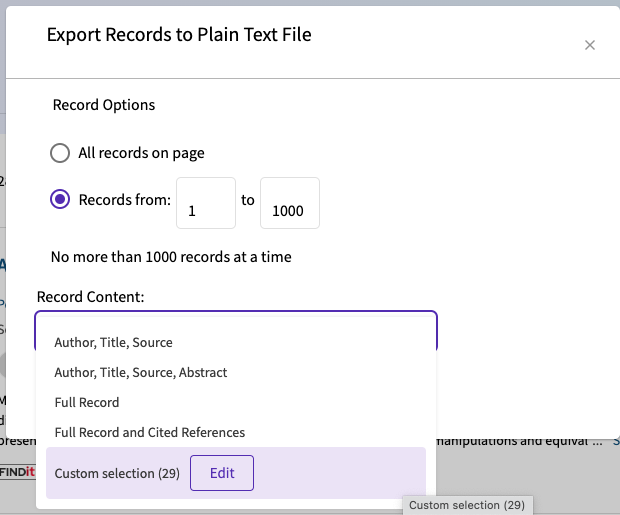 Export Records to Plain Text File
Record Options
All records on page
Records from: 1 to 1000
No more than 1000 records at a time
Record Content:
Author, Title, Source
Author, Title, Source, Abstract
Full Record
Full Record and Cited References
Custom selection (29) Edit
manipulations and equival ...
FINDit
Custom selection (29)